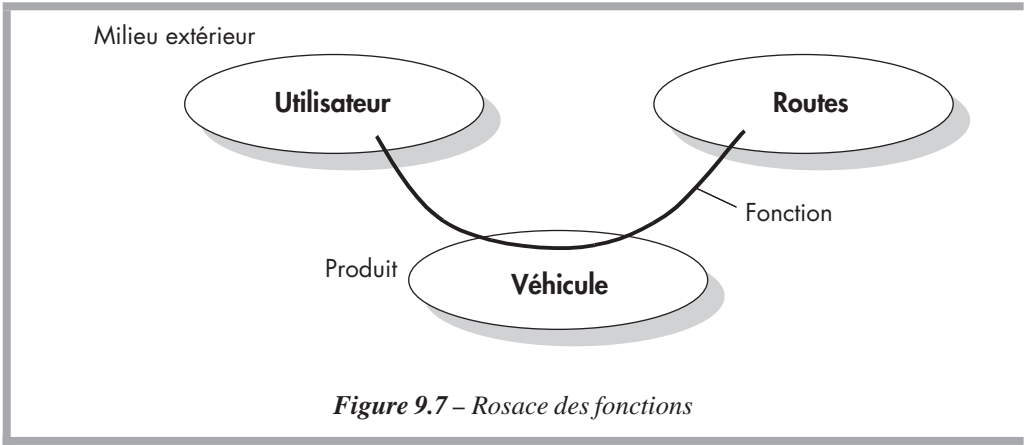 Milieu extérieur
Utilisateur
Routes
Fonction
Produit
Véhicule
Figure 9.7 – Rosace des fonctions